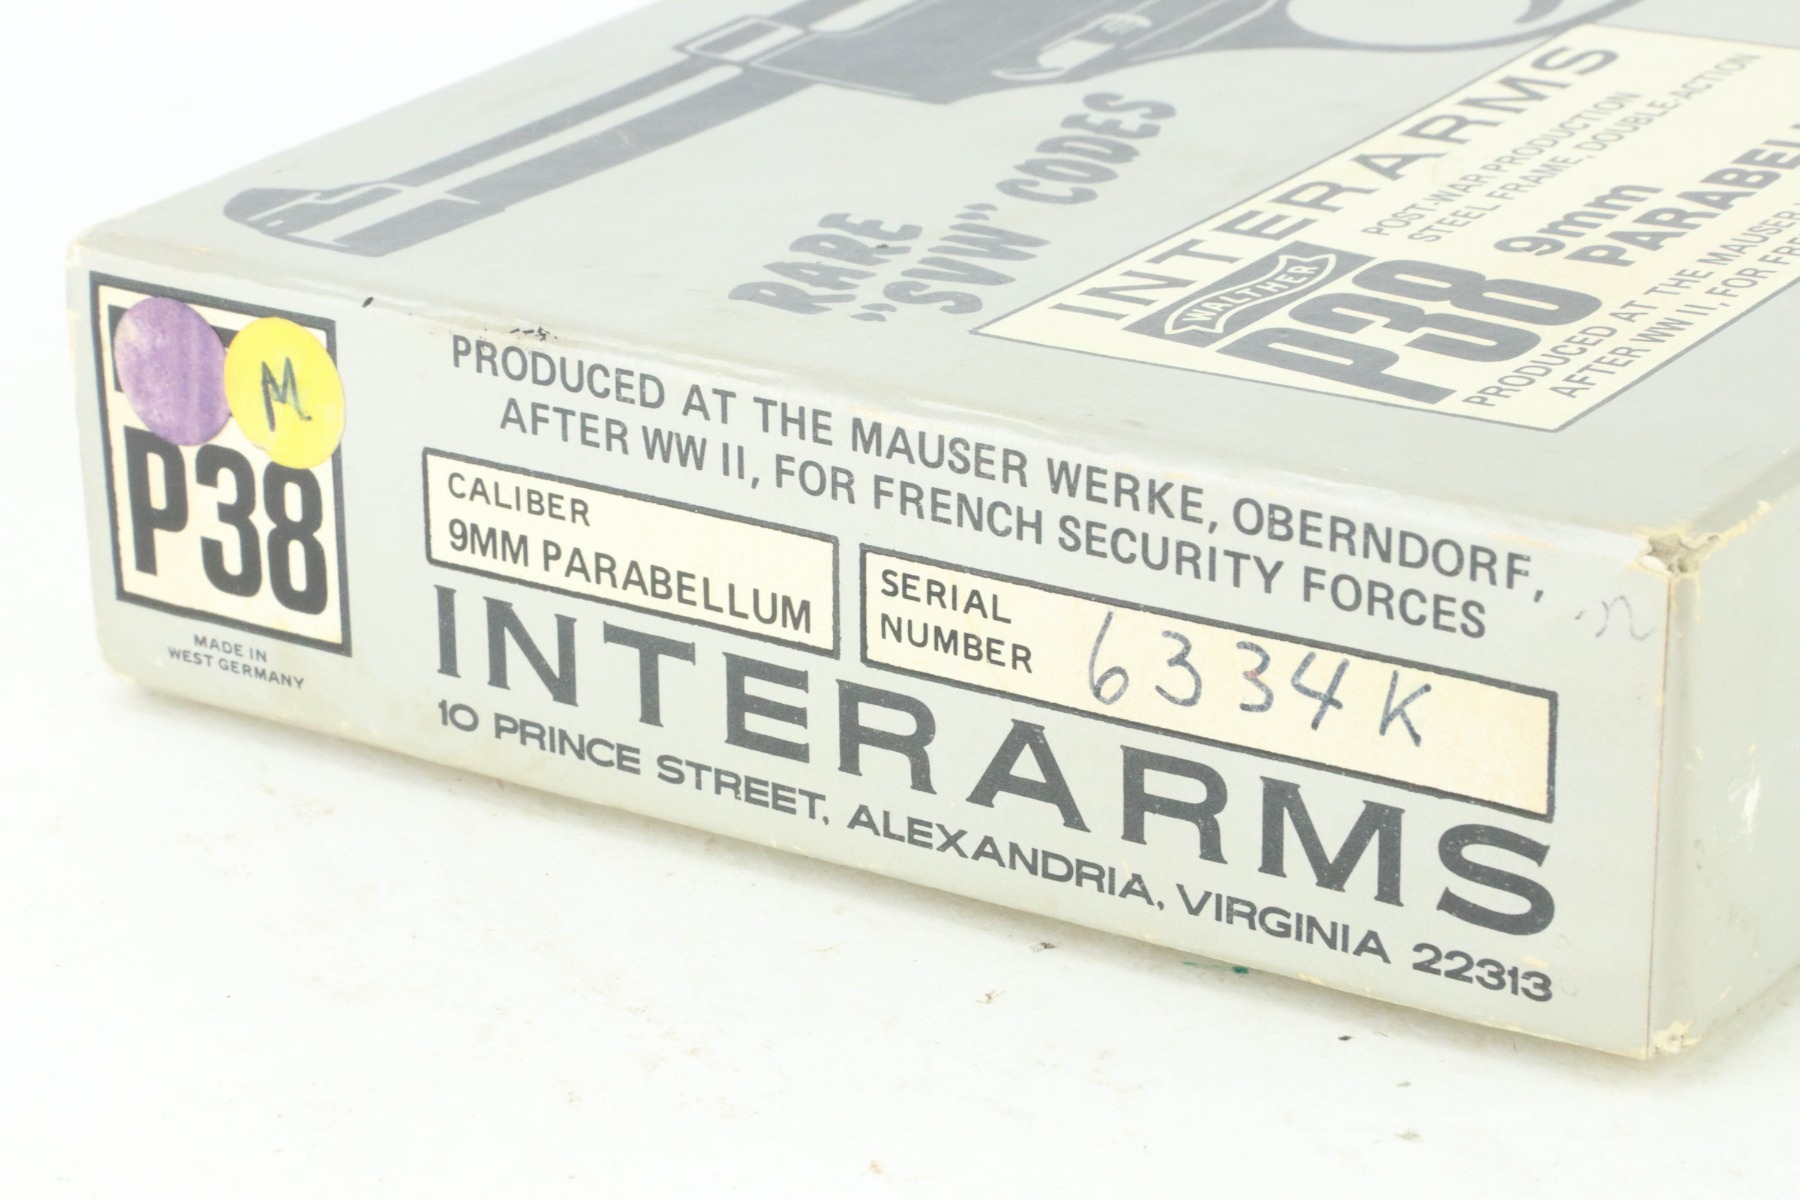 RARE
"SVW" CODES
INTERARMS
POST-WAR PRODUCTION
STEEL FRAME, DOUBLE-ACTION
WALTHER
P38
9mm
PRODUCED AT THE MAUSER
AFTER WW II, FOR
M
P38
MADE IN
WEST GERMANY
PRODUCED AT THE MAUSER WERKE, OBERNDORF,
AFTER WW II, FOR FRENCH SECURITY FORCES
CALIBER
9MM PARABELLUM
SERIAL
NUMBER
6334K
INTERARMS
10 PRINCE STREET, ALEXANDRIA, VIRGINIA 22313